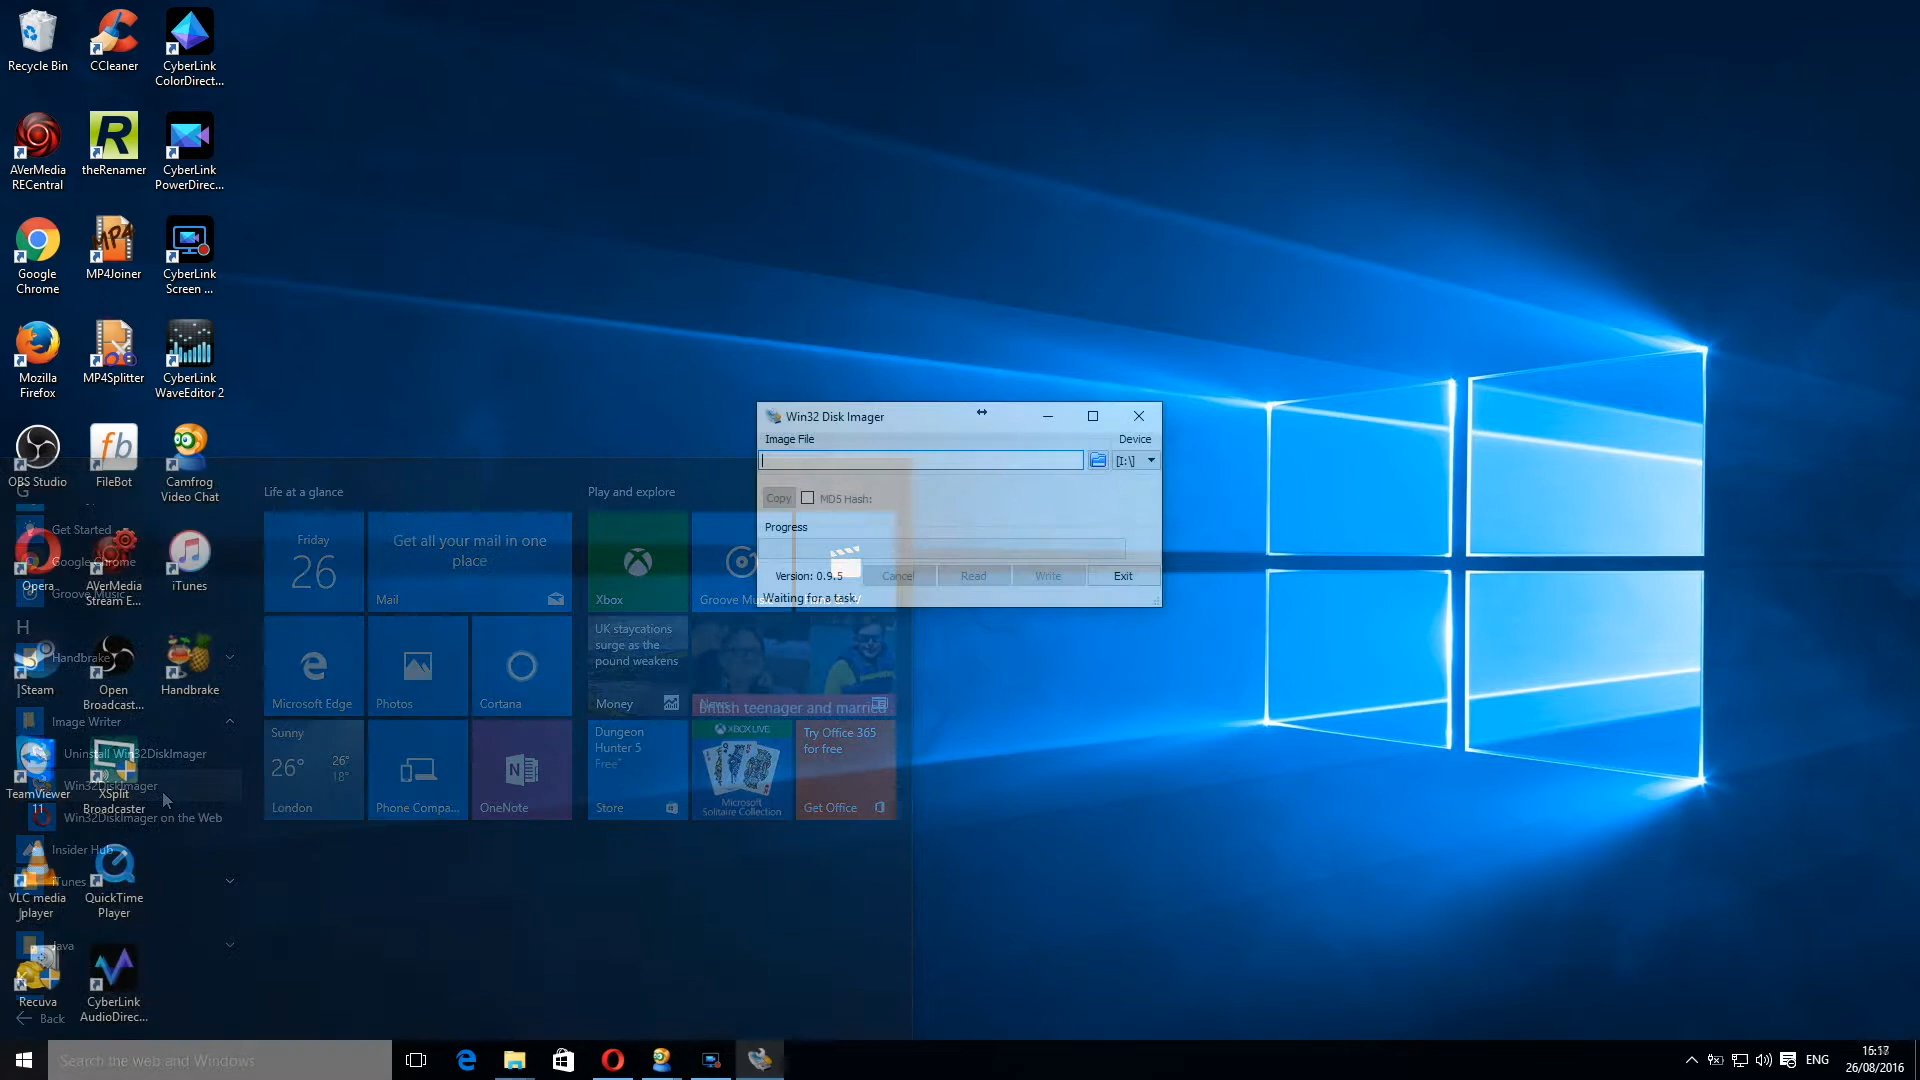 Recycle Bin
CCleaner
CyberLink
ColorDirect...
AVerMedia
RECentral
theRenamer
CyberLink
PowerDirec...
Google
Chrome
MP4Joiner
CyberLink
Screen ...
Mozilla
Firefox
MP4Splitter
CyberLink
WaveEditor 2
OBS Studio
FileBot
Camfrog
Video Chat
Opera
AVerMedia
Stream E...
iTunes
Steam
Open
Broadcast...
Handbrake
TeamViewer
11
XSplit
Broadcaster
VLC media
player
QuickTime
Player
Recuva
CyberLink
AudioDirec...
G
Get Started
Google Chrome
Groove Music
H
Handbrake
Image Writer
Uninstall Win32DiskImager
Win32DiskImager
Win32DiskImager on the Web
Insider Hub
iTunes
J
Java
Back
Life at a glance
Friday
26
Get all your mail in one
place
Mail
Microsoft Edge
Photos
Cortana
Sunny
26°
26°
18°
London
Phone Compa...
OneNote
Play and explore
Xbox
Groove Music
UK staycations
surge as the
pound weakens
Money
News
british teenager and married
Dungeon
Hunter 5
Free*
Store
XBOX LIVE
Microsoft
Solitaire Collection
Try Office 365
for free
Get Office
Win32 Disk Imager
Image File
Device
[I:\]
Copy
MD5 Hash:
Progress
Version: 0.9.5
Cancel
Read
Write
Exit
Waiting for a task.
Search the web and Windows
ENG
16:17
26/08/2016